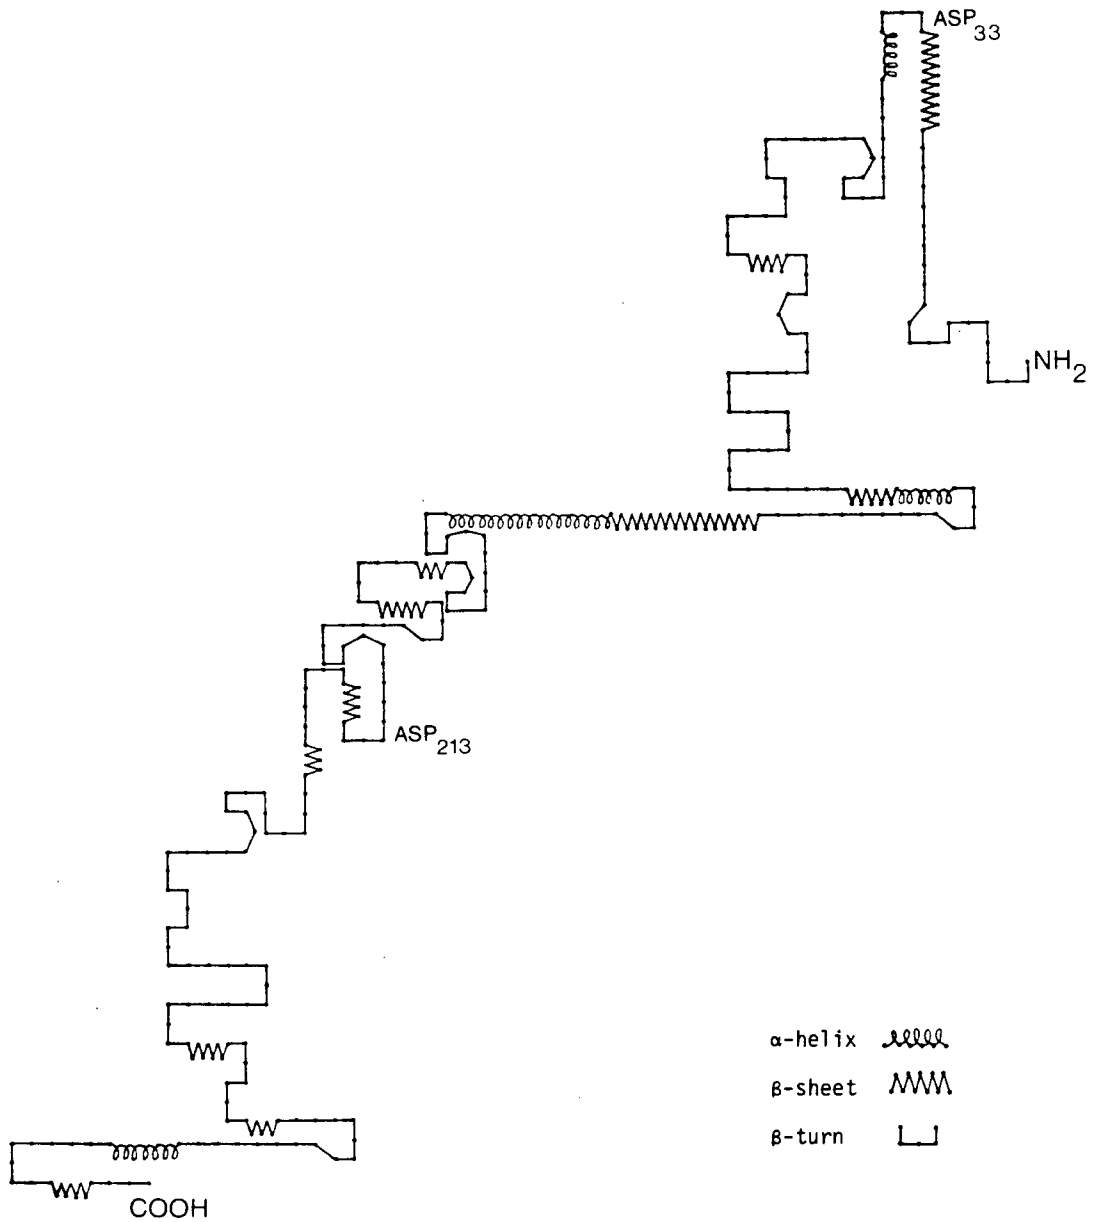 ASP33
NH2
ASP213
α-helix
β-sheet
β-turn
COOH